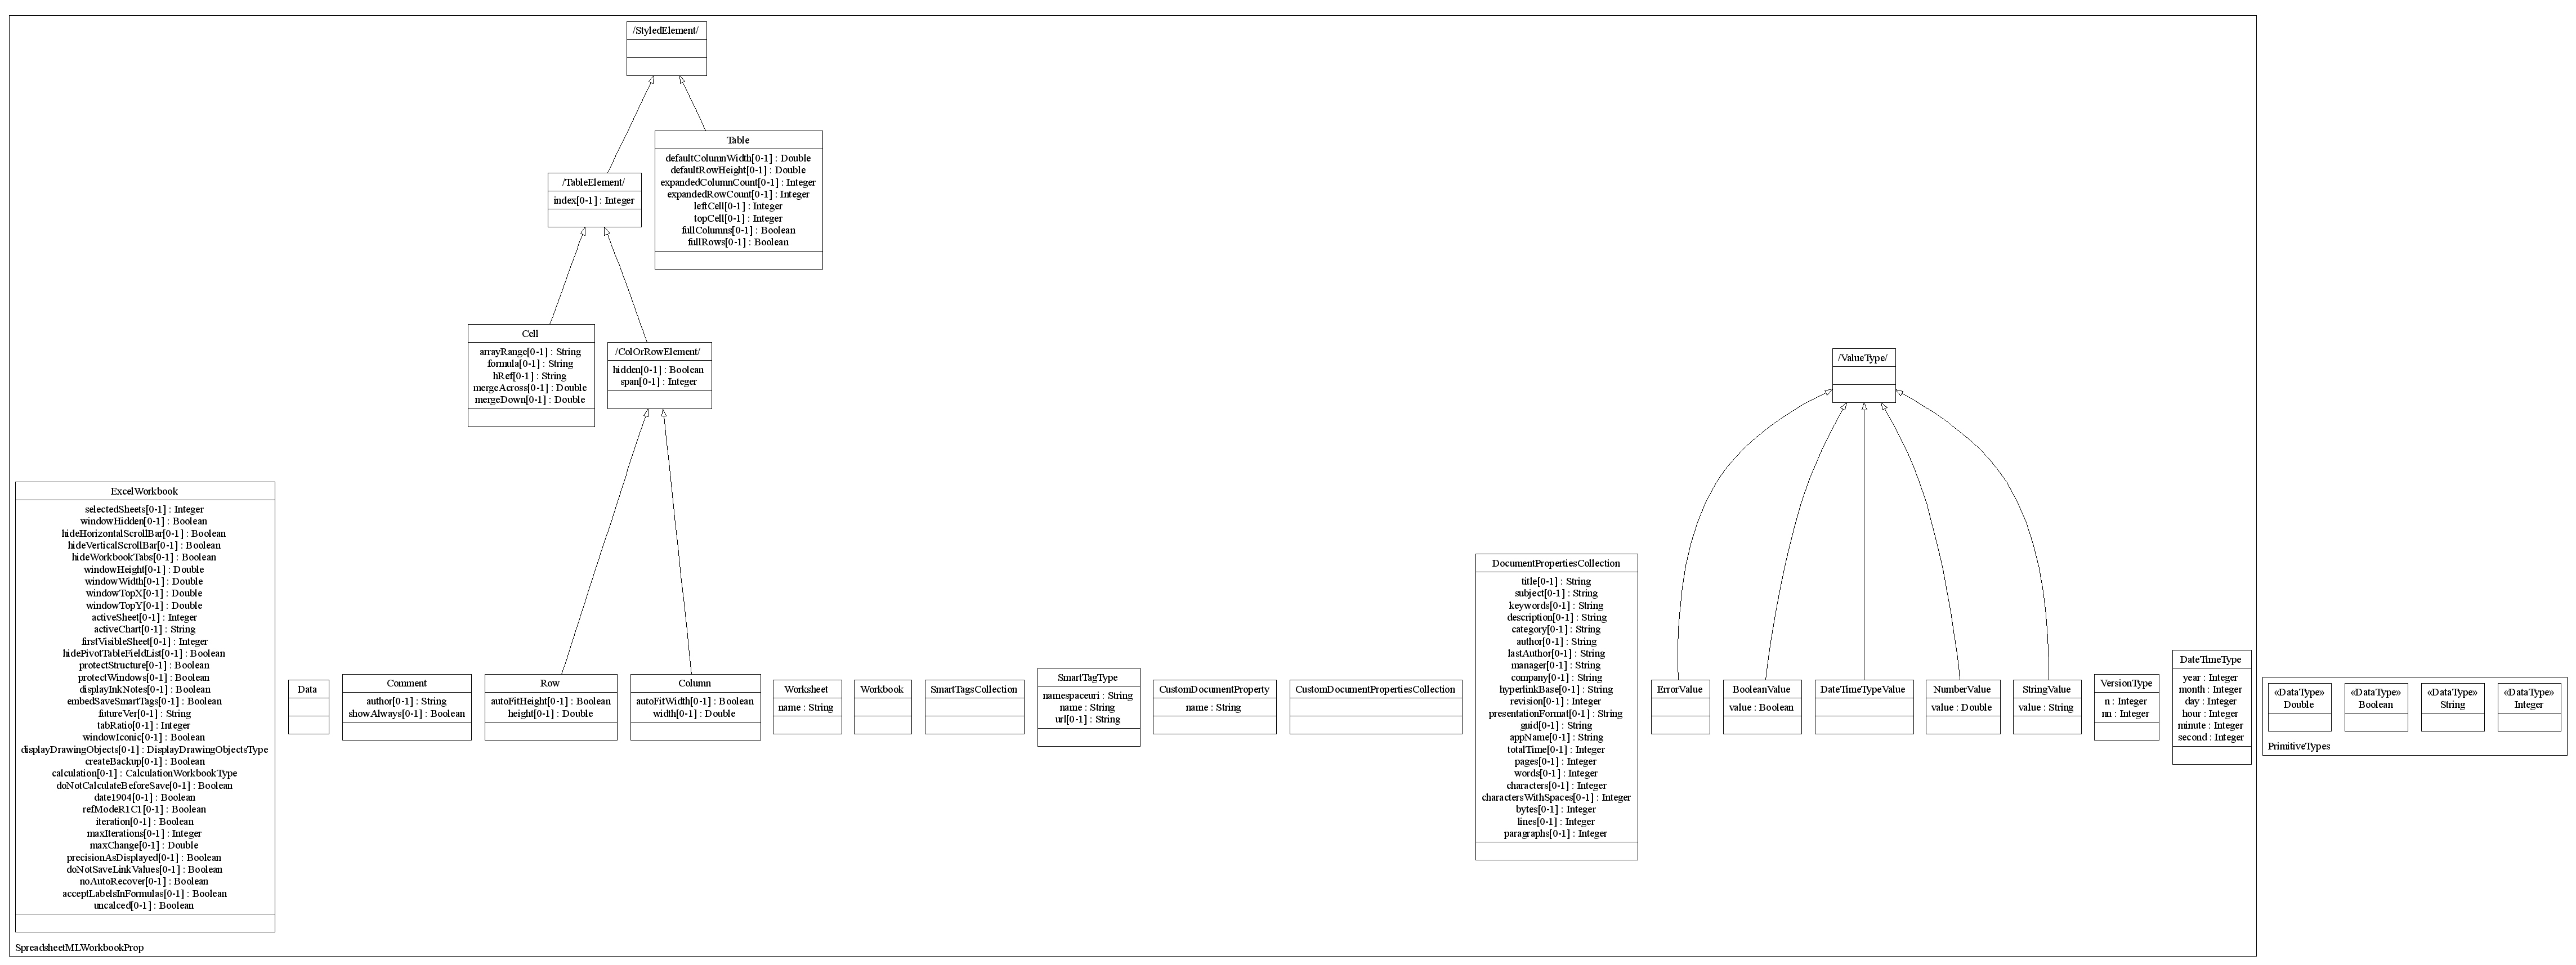 /StyledElement/
Table
defaultColumnWidth[0-1] : Double
defaultRowHeight[0-1] : Double
expandedColumnCount[0-1] : Integer
expandedRowCount[0-1] : Integer
leftCell[0-1] : Integer
topCell[0-1] : Integer
fullColumns[0-1] : Boolean
fullRows[0-1] : Boolean
/TableElement/
index[0-1] : Integer
Cell
arrayRange[0-1] : String
formula[0-1] : String
hRef[0-1] : String
mergeAcross[0-1] : Double
mergeDown[0-1] : Double
/ColOrRowElement/
hidden[0-1] : Boolean
span[0-1] : Integer
/ValueType/
ExcelWorkbook
selectedSheets[0-1] : Integer
windowHidden[0-1] : Boolean
hideHorizontalScrollBar[0-1] : Boolean
hideVerticalScrollBar[0-1] : Boolean
hideWorkbookTabs[0-1] : Boolean
windowHeight[0-1] : Double
windowWidth[0-1] : Double
windowTopX[0-1] : Double
windowTopY[0-1] : Double
activeSheet[0-1] : Integer
activeChart[0-1] : String
firstVisibleSheet[0-1] : Integer
hidePivotTableFieldList[0-1] : Boolean
protectStructure[0-1] : Boolean
protectWindows[0-1] : Boolean
displayInkNotes[0-1] : Boolean
embedSaveSmartTags[0-1] : Boolean
futureVer[0-1] : String
tabRatio[0-1] : Integer
windowIconic[0-1] : Boolean
displayDrawingObjects[0-1] : DisplayDrawingObjectsType
createBackup[0-1] : Boolean
calculation[0-1] : CalculationWorkbookType
doNotCalculateBeforeSave[0-1] : Boolean
date1904[0-1] : Boolean
refModeR1C1[0-1] : Boolean
iteration[0-1] : Boolean
maxIterations[0-1] : Integer
maxChange[0-1] : Double
precisionAsDisplayed[0-1] : Boolean
doNotSaveLinkValues[0-1] : Boolean
noAutoRecover[0-1] : Boolean
acceptLabelsInFormulas[0-1] : Boolean
uncalced[0-1] : Boolean
Data
Comment
author[0-1] : String
showAlways[0-1] : Boolean
Row
autoFitHeight[0-1] : Boolean
height[0-1] : Double
Column
autoFitWidth[0-1] : Boolean
width[0-1] : Double
Worksheet
name : String
Workbook
SmartTagsCollection
SmartTagType
namespaceuri : String
name : String
url[0-1] : String
CustomDocumentProperty
name : String
CustomDocumentPropertiesCollection
DocumentPropertiesCollection
title[0-1] : String
subject[0-1] : String
keywords[0-1] : String
description[0-1] : String
category[0-1] : String
author[0-1] : String
lastAuthor[0-1] : String
manager[0-1] : String
company[0-1] : String
hyperlinkBase[0-1] : String
revision[0-1] : Integer
presentationFormat[0-1] : String
guid[0-1] : String
appName[0-1] : String
totalTime[0-1] : Integer
pages[0-1] : Integer
words[0-1] : Integer
characters[0-1] : Integer
charactersWithSpaces[0-1] : Integer
bytes[0-1] : Integer
lines[0-1] : Integer
paragraphs[0-1] : Integer
ErrorValue
BooleanValue
value : Boolean
DateTimeTypeValue
NumberValue
value : Double
StringValue
value : String
VersionType
n : Integer
nn : Integer
DateTimeType
year : Integer
month : Integer
day : Integer
hour : Integer
minute : Integer
second : Integer
SpreadsheetMLWorkbookProp
«DataType»
Double
«DataType»
Boolean
«DataType»
String
«DataType»
Integer
PrimitiveTypes